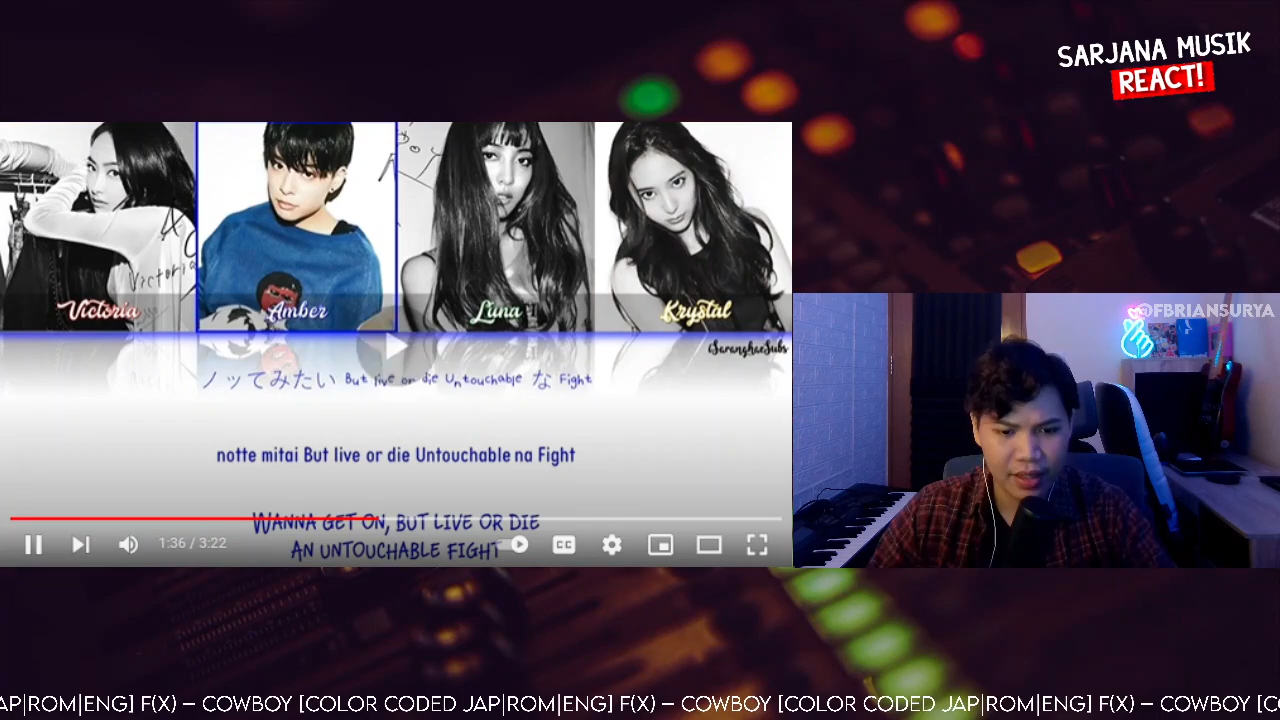 SARJANA MUSIK
REACT!
Victoria
Victoria
Amber
Luna
Krystal
iSaranghaeSubs
@FBRIANSURYA
ノッてみたい But live or die Untouchable な Fight
notte mitai But live or die Untouchable na Fight
WANNA GET ON, BUT LIVE OR DIE
AN UNTOUCHABLE FIGHT
1:36 / 3:22
CC
AP|ROM|ENG] F(X) – COWBOY [COLOR CODED JAP|ROM|ENG] F(X) – COWBOY [COLOR CODED JAP|ROM|ENG] F(X) – COWBOY [C